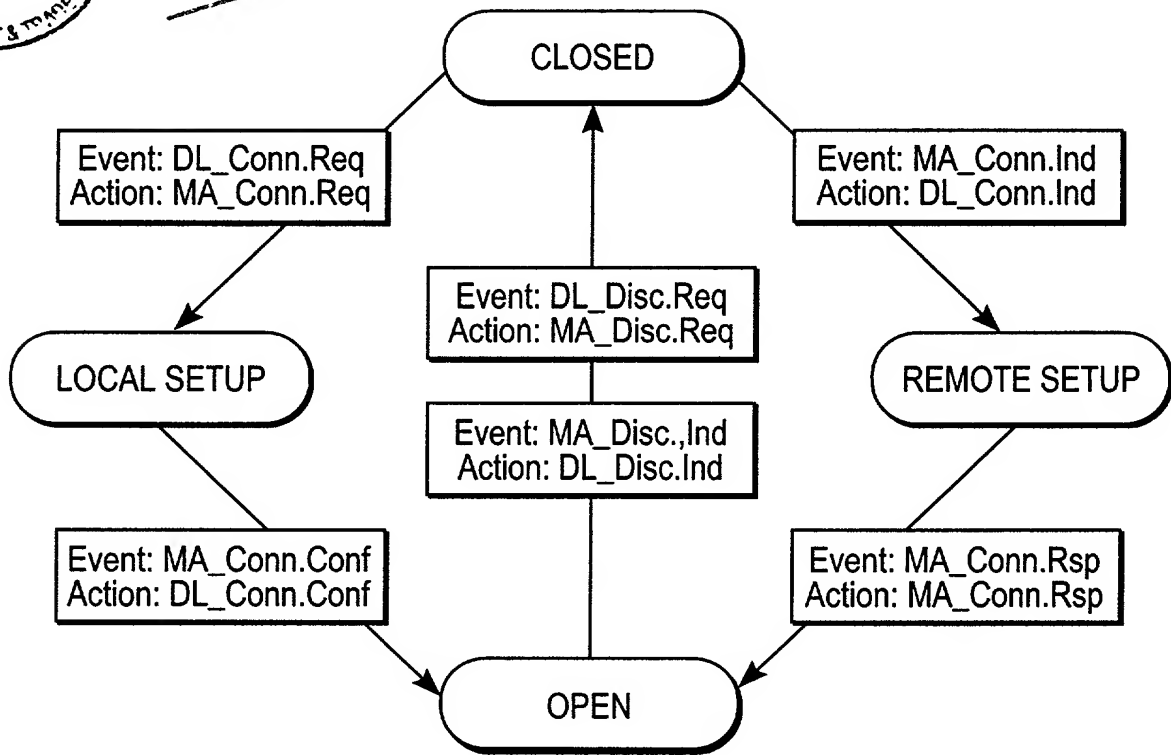 CLOSED
Event: DL_Conn.Req
Action: MA_Conn.Req
Event: MA_Conn.Ind
Action: DL_Conn.Ind
Event: DL_Disc.Req
Action: MA_Disc.Req
LOCAL SETUP
REMOTE SETUP
Event: MA_Disc.,Ind
Action: DL_Disc.Ind
Event: MA_Conn.Conf
Action: DL_Conn.Conf
Event: MA_Conn.Rsp
Action: MA_Conn.Rsp
OPEN